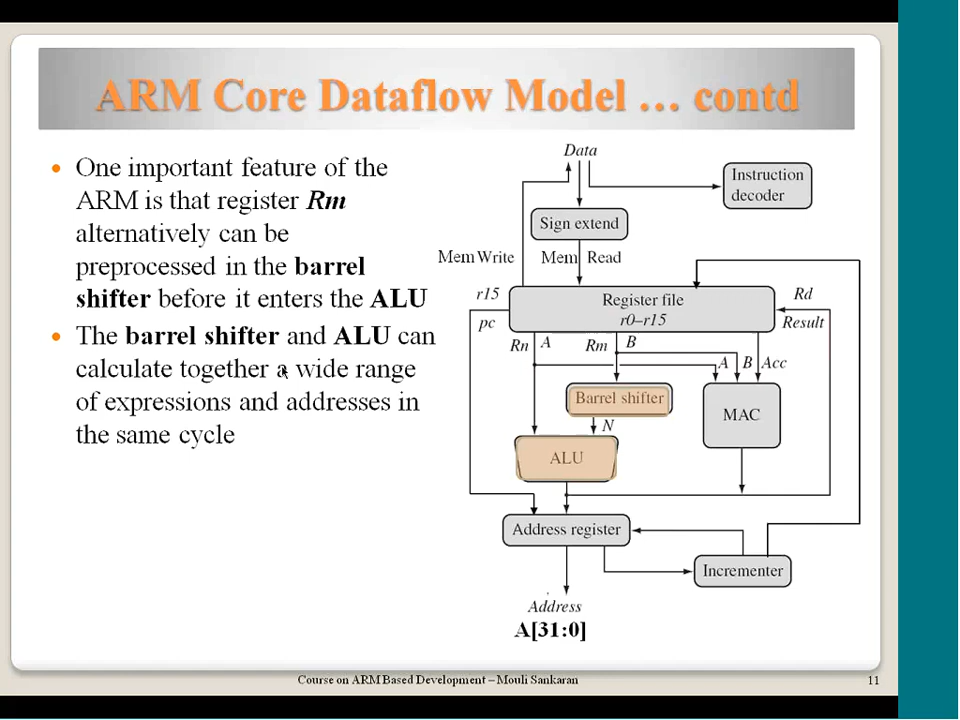 ARM Core Dataflow Model … contd
• One important feature of the
ARM is that register Rm
alternatively can be
preprocessed in the barrel
shifter before it enters the ALU
• The barrel shifter and ALU can
calculate together a wide range
of expressions and addresses in
the same cycle
Data
Instruction
decoder
Sign extend
Mem Write
Mem Read
r15
Register file
Rd
pc
r0–r15
Result
Rn A Rm B
A B Acc
Barrel shifter
MAC
N
ALU
Address register
Incrementer
Address
A[31:0]
Course on ARM Based Development – Mouli Sankaran
11